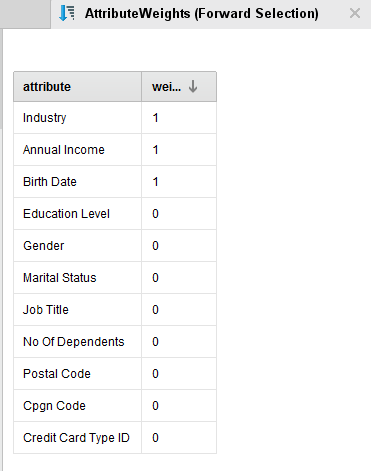 AttributeWeights (Forward Selection)
attribute wei...
Industry 1
Annual Income 1
Birth Date 1
Education Level 0
Gender 0
Marital Status 0
Job Title 0
No Of Dependents 0
Postal Code 0
Cpgn Code 0
Credit Card Type ID 0